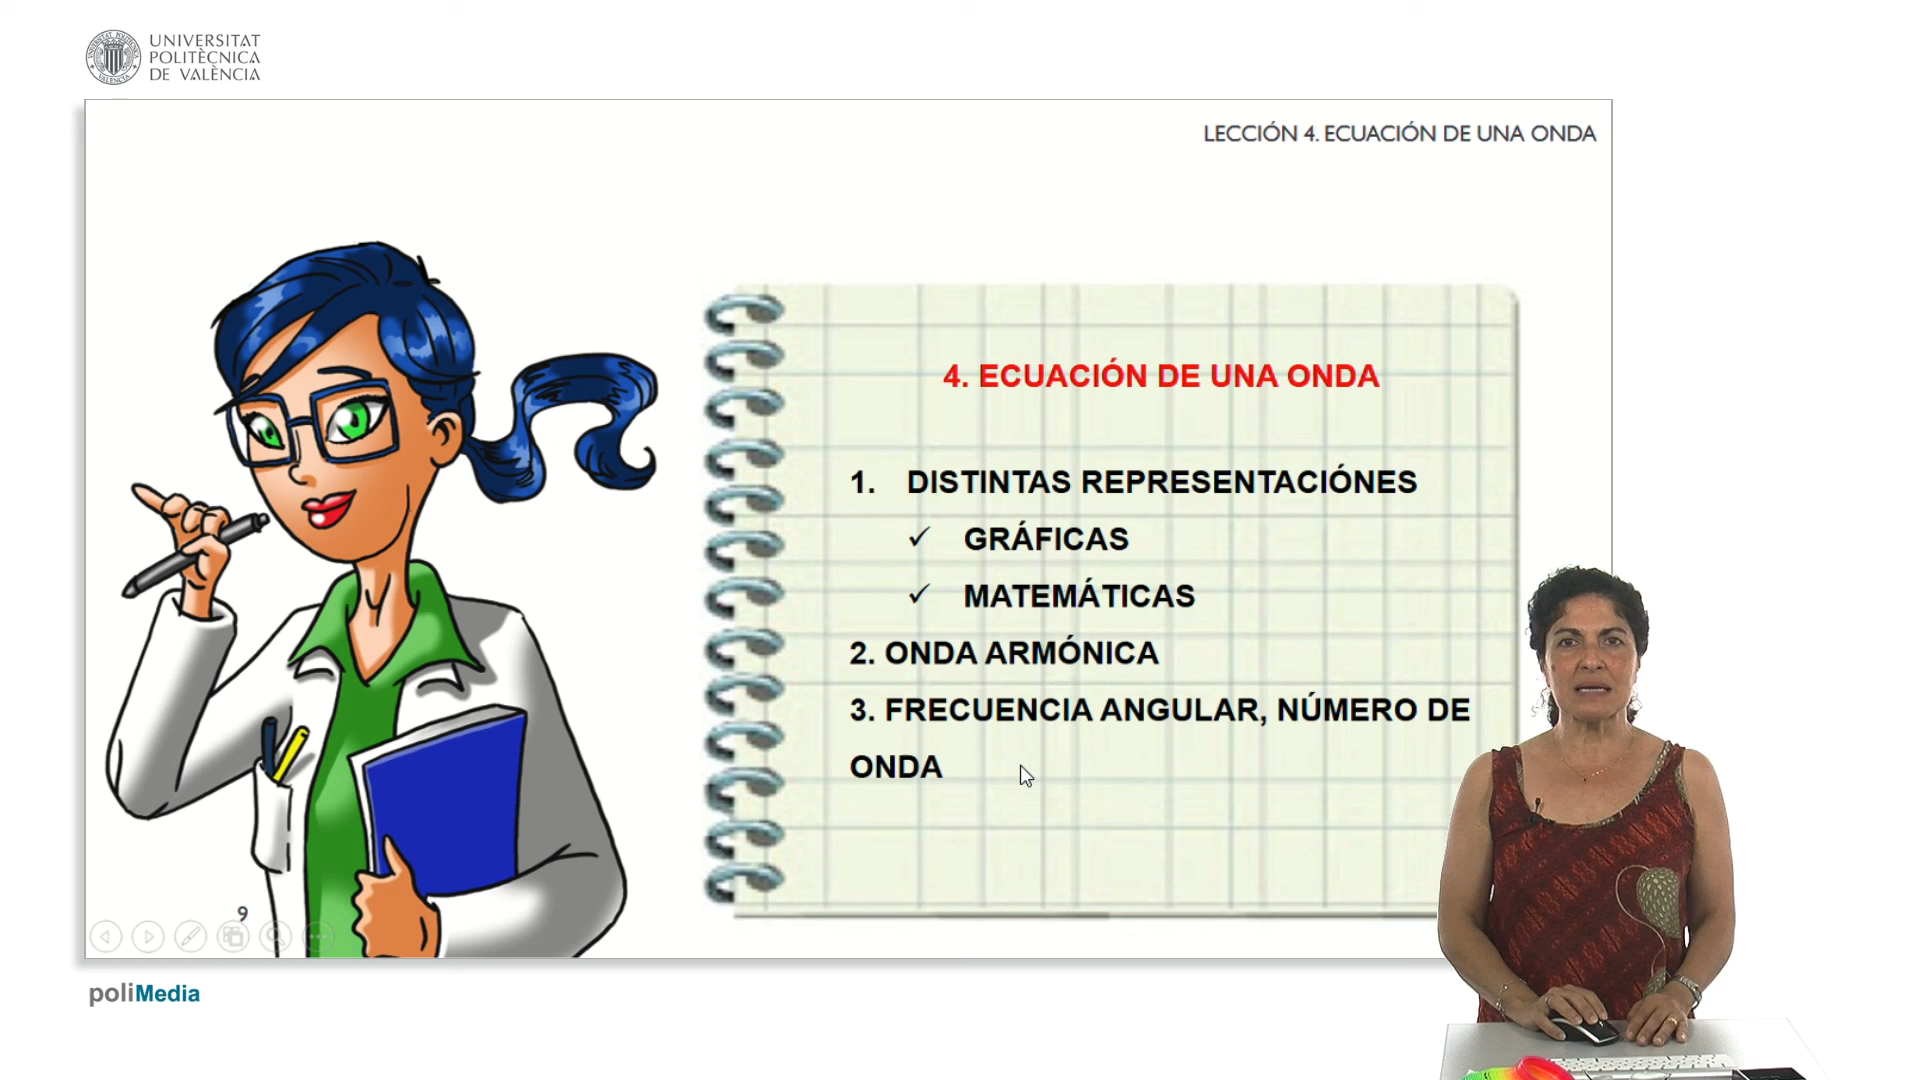 UNIVERSITAT
POLITÈCNICA
DE VALÈNCIA
LECCIÓN 4. ECUACIÓN DE UNA ONDA
4. ECUACIÓN DE UNA ONDA
1. DISTINTAS REPRESENTACIÓNES
✓ GRÁFICAS
✓ MATEMÁTICAS
2. ONDA ARMÓNICA
3. FRECUENCIA ANGULAR, NÚMERO DE
ONDA
9
poliMedia